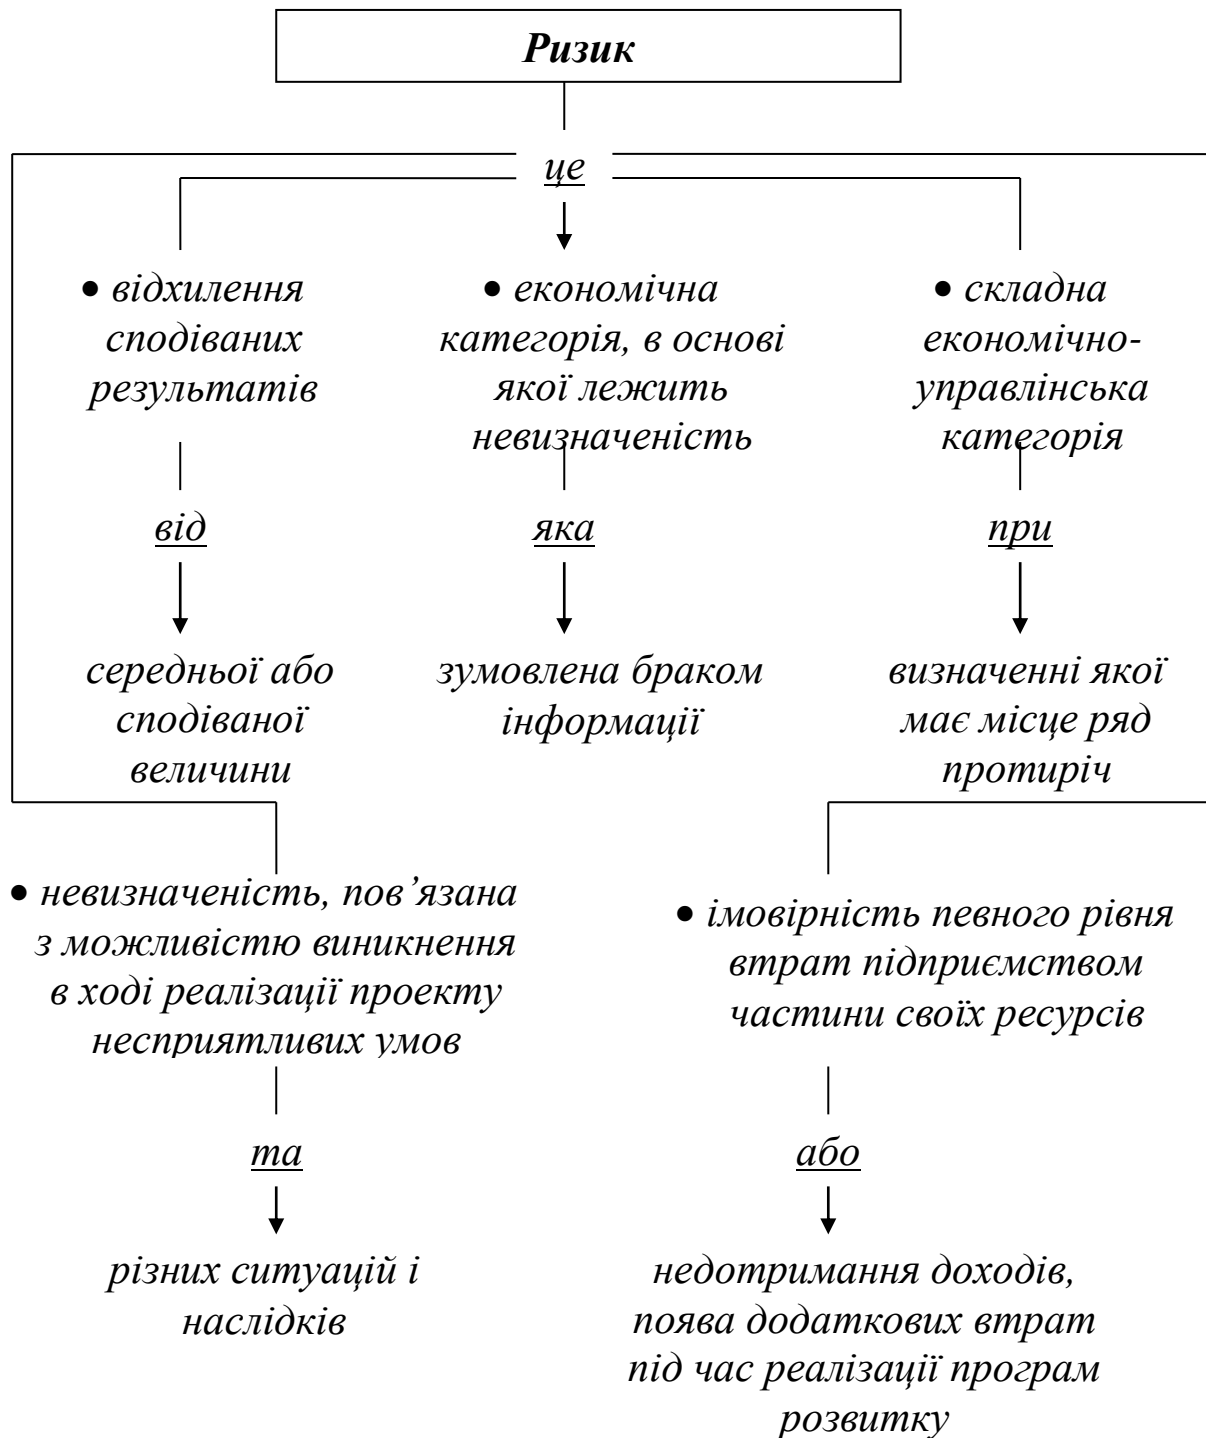 Ризик
це
• відхилення
сподіваних
результатів
від
середньої або
сподіваної
величини
• економічна
категорія, в основі
якої лежить
невизначеність
яка
зумовлена браком
інформації
• складна
економічно-
управлінська
категорія
при
визначенні якої
має місце ряд
протиріч
• невизначеність, пов’язана
з можливістю виникнення
в ході реалізації проекту
несприятливих умов
та
різних ситуацій і
наслідків
• імовірність певного рівня
втрат підприємством
частини своїх ресурсів
або
недотримання доходів,
поява додаткових втрат
під час реалізації програм
розвитку